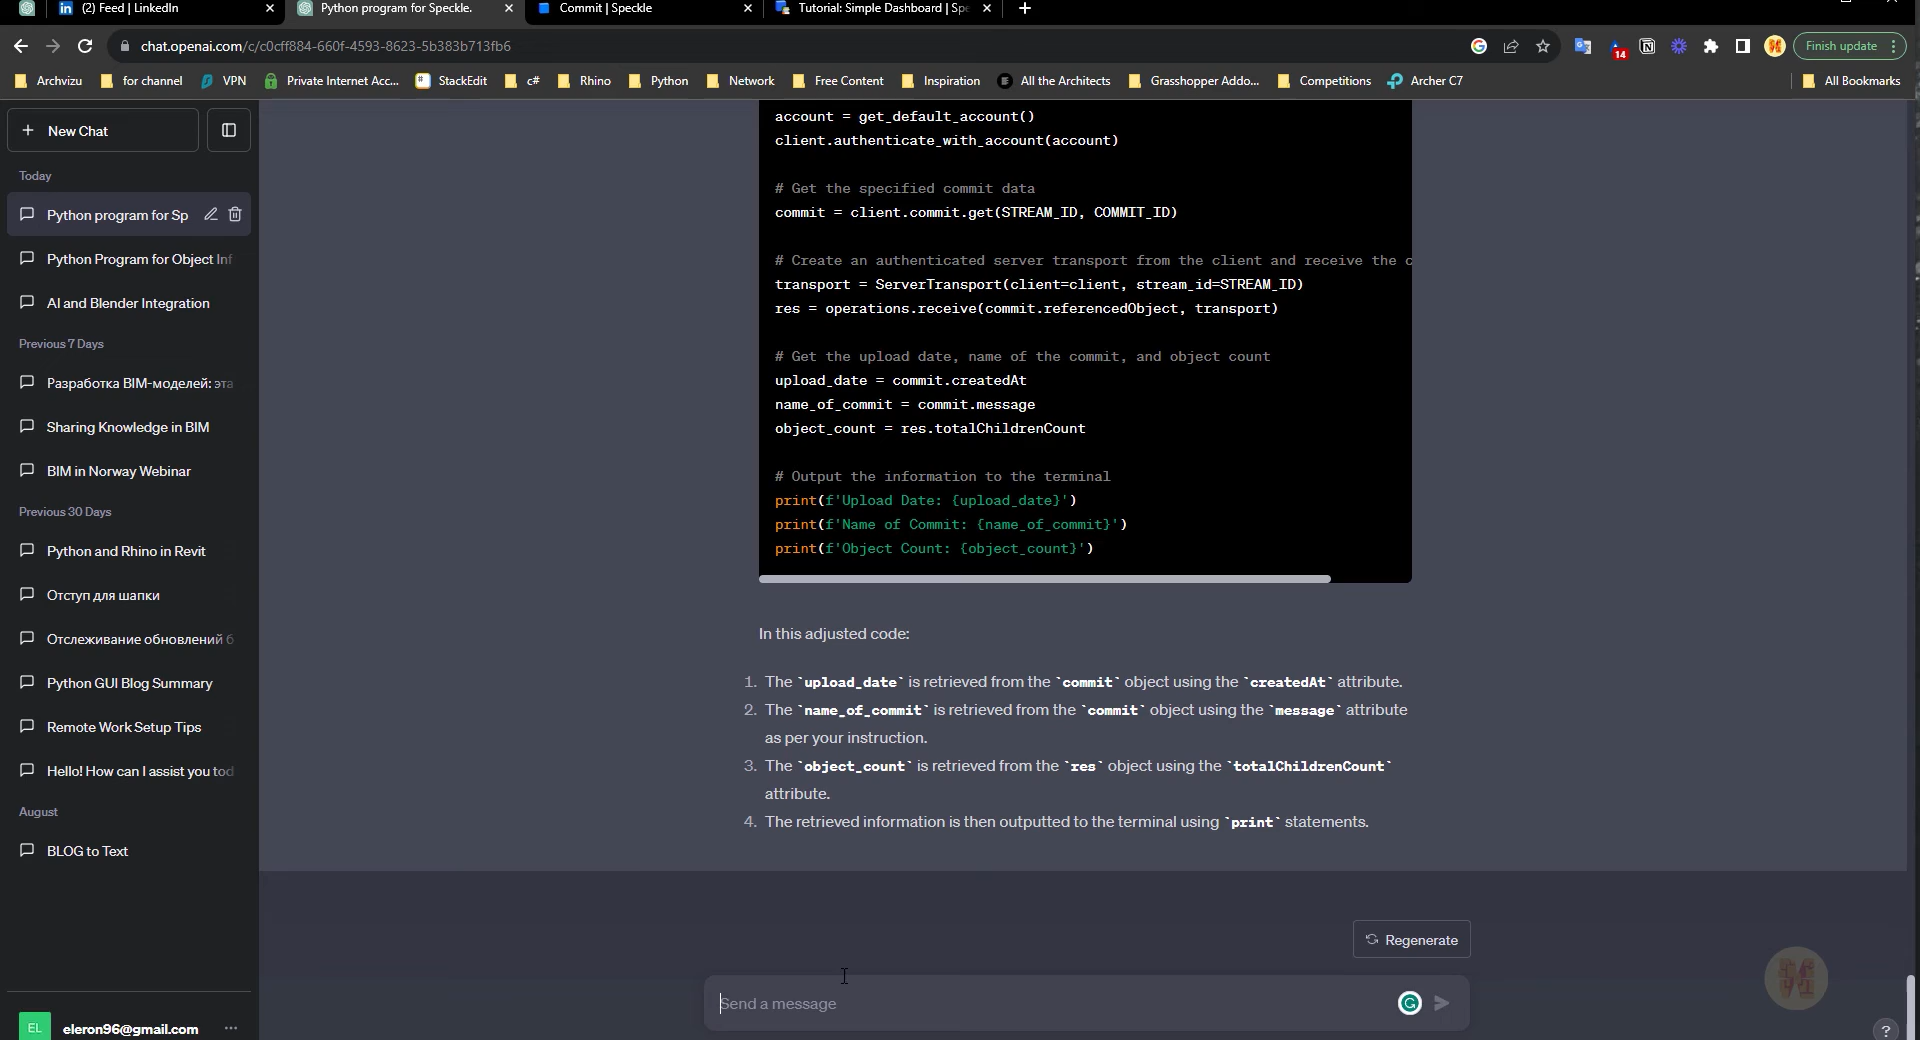 (2) Feed | LinkedIn
Python program for Speckle.
Commit | Speckle
Tutorial: Simple Dashboard | Spe
chat.openai.com/c/c0cff884-660f-4593-8623-5b383b713fb6
14
Finish update
Archvizu
for channel
VPN
Private Internet Acc...
StackEdit
c#
Rhino
Python
Network
Free Content
Inspiration
All the Architects
Grasshopper Addo...
Competitions
Archer C7
All Bookmarks
New Chat
Today
Python program for Sp
Python Program for Object Inf
AI and Blender Integration
Previous 7 Days
Разработка BIM-моделей: эта
Sharing Knowledge in BIM
BIM in Norway Webinar
Previous 30 Days
Python and Rhino in Revit
Отступ для шапки
Отслеживание обновлений б
Python GUI Blog Summary
Remote Work Setup Tips
Hello! How can I assist you tod
August
BLOG to Text
EL
eleron96@gmail.com
account = get_default_account()
client.authenticate_with_account(account)
# Get the specified commit data
commit = client.commit.get(STREAM_ID, COMMIT_ID)
# Create an authenticated server transport from the client and receive the c
transport = ServerTransport(client=client, stream_id=STREAM_ID)
res = operations.receive(commit.referencedObject, transport)
# Get the upload date, name of the commit, and object count
upload_date = commit.createdAt
name_of_commit = commit.message
object_count = res.totalChildrenCount
# Output the information to the terminal
print(f'Upload Date: {upload_date}')
print(f'Name of Commit: {name_of_commit}')
print(f'Object Count: {object_count}')
In this adjusted code:
1. The `upload_date` is retrieved from the `commit` object using the `createdAt` attribute.
2. The `name_of_commit` is retrieved from the `commit` object using the `message` attribute
as per your instruction.
3. The `object_count` is retrieved from the `res` object using the `totalChildrenCount`
attribute.
4. The retrieved information is then outputted to the terminal using `print` statements.
Regenerate
Send a message
?